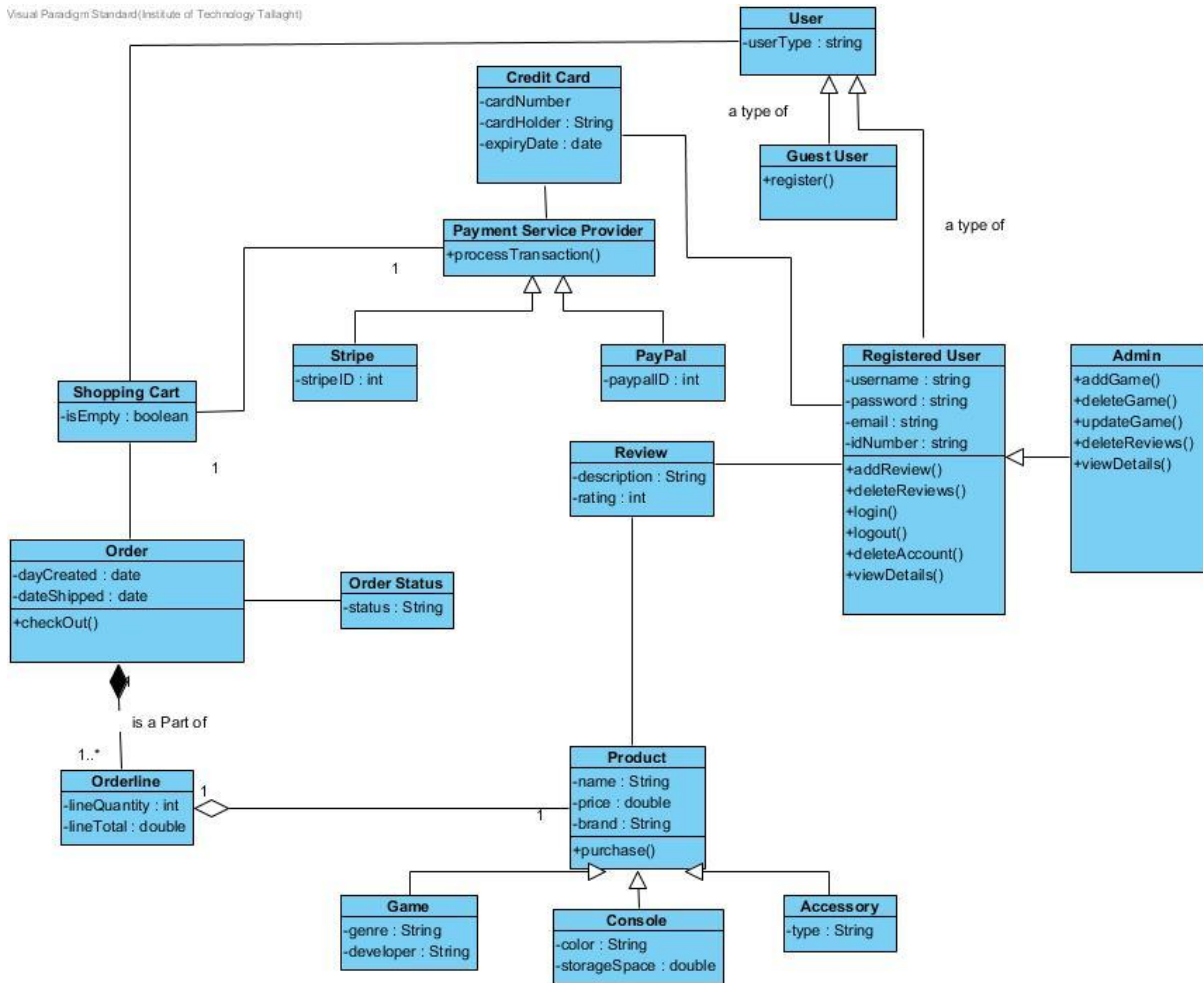 Visual Paradigm Standard(Institute of Technology Tallaght)
User
-userType : string
Credit Card
-cardNumber
-cardHolder : String
-expiryDate : date
a type of
Guest User
+register()
a type of
Payment Service Provider
+processTransaction()
1
Stripe
-stripeID : int
PayPal
-paypalID : int
Shopping Cart
-isEmpty : boolean
1
Registered User
-username : string
-password : string
-email : string
-idNumber : string
+addReview()
+deleteReviews()
+login()
+logout()
+deleteAccount()
+viewDetails()
Admin
+addGame()
+deleteGame()
+updateGame()
+deleteReviews()
+viewDetails()
Review
-description : String
-rating : int
Order
-dayCreated : date
-dateShipped : date
+checkOut()
Order Status
-status : String
is a Part of
1..*
Orderline
-lineQuantity : int
-lineTotal : double
1
1
Product
-name : String
-price : double
-brand : String
+purchase()
Game
-genre : String
-developer : String
Console
-color : String
-storageSpace : double
Accessory
-type : String